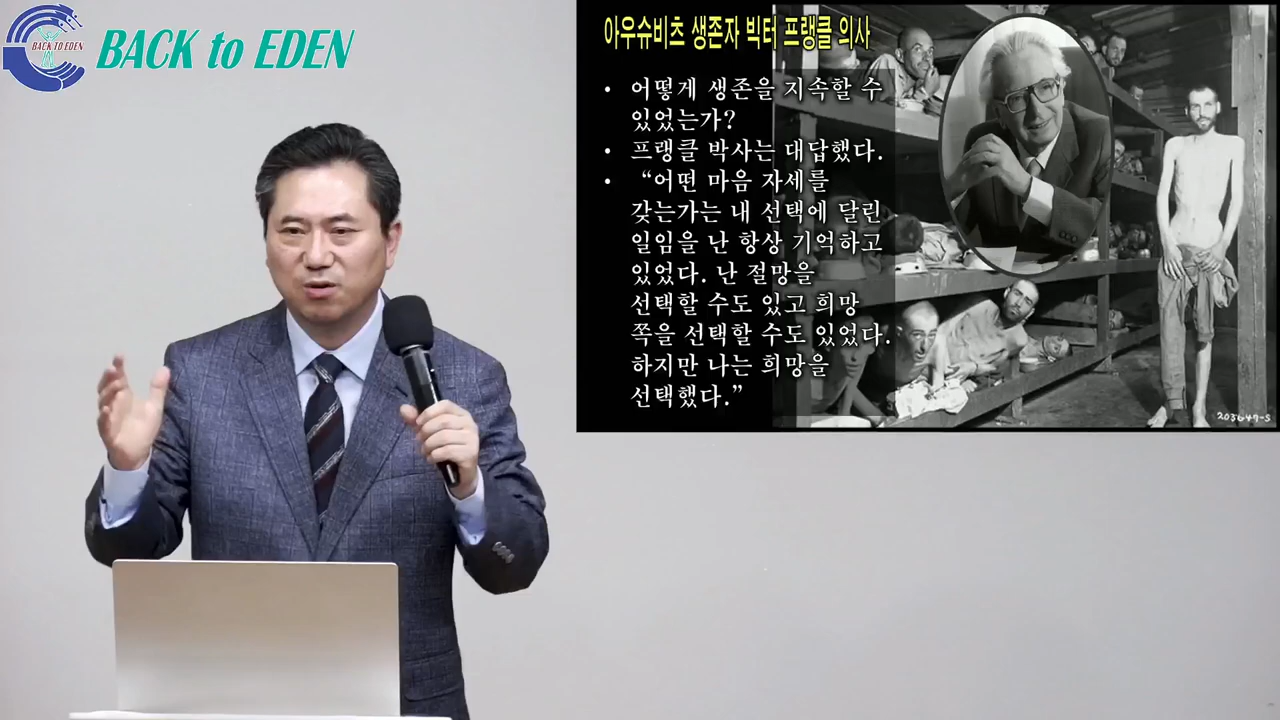 BACK TO EDEN
BACK to EDEN
아우슈비츠 생존자 빅터 프랭클 의사
• 어떻게 생존을 지속할 수
있었는가?
• 프랭클 박사는 대답했다.
• “어떤 마음 자세를
갖는가는 내 선택에 달린
일임을 난 항상 기억하고
있었다. 난 절망을
선택할 수도 있고 희망
쪽을 선택할 수도 있었다.
하지만 나는 희망을
선택했다.”
203647-S